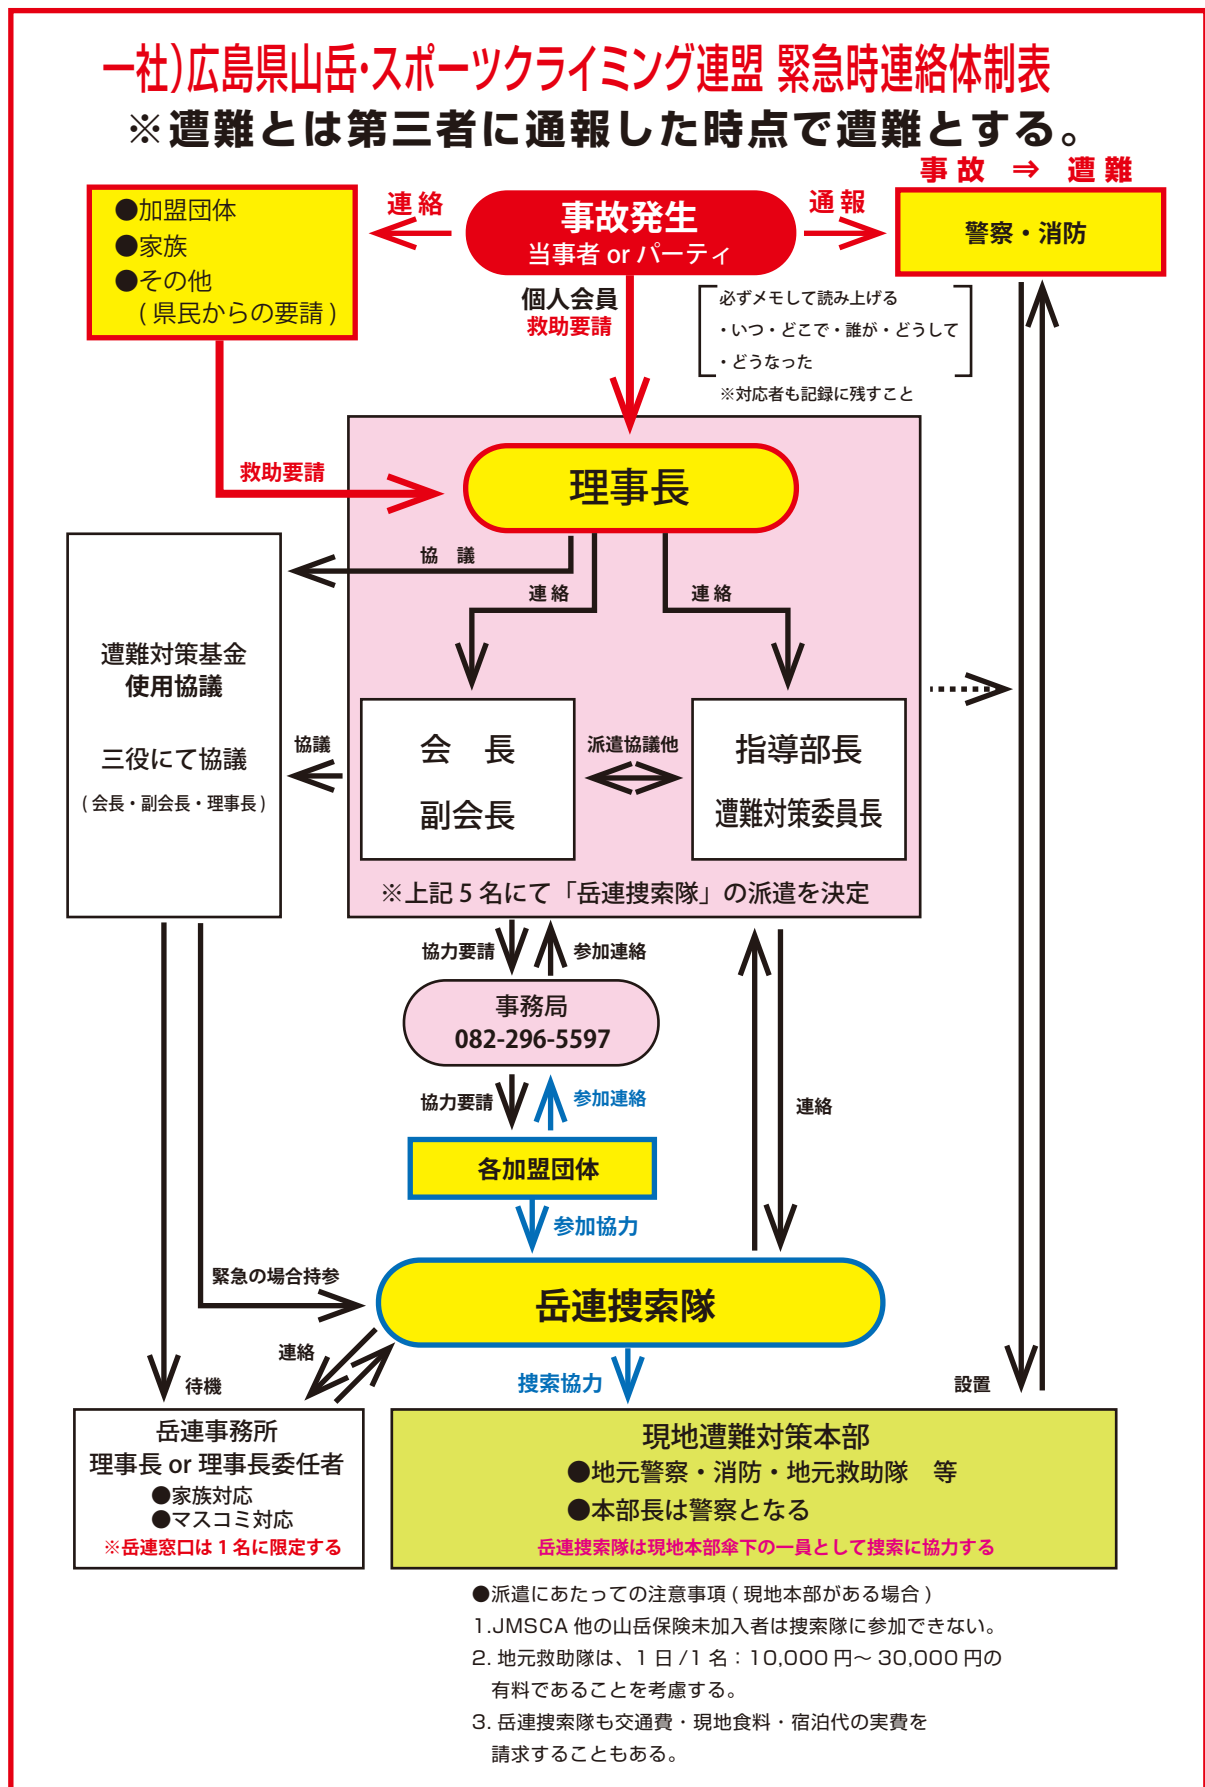 一社)広島県山岳・スポーツクライミング連盟 緊急時連絡体制表
※遭難とは第三者に通報した時点で遭難とする。
事故 ⇒ 遭難
●加盟団体
●家族
●その他
(県民からの要請)
連絡
事故発生
当事者 or パーティ
通報
警察・消防
個人会員
救助要請
必ずメモして読み上げる
・いつ・どこで・誰が・どうして
・どうなった
※対応者も記録に残すこと
救助要請
理事長
協 議
連絡
連絡
遭難対策基金
使用協議
三役にて協議
(会長・副会長・理事長)
協議
会 長
副会長
派遣協議他
指導部長
遭難対策委員長
※上記5名にて「岳連捜索隊」の派遣を決定
協力要請
参加連絡
事務局
082-296-5597
協力要請
参加連絡
連絡
各加盟団体
参加協力
緊急の場合持参
岳連捜索隊
連絡
待機
捜索協力
設置
岳連事務所
理事長 or 理事長委任者
●家族対応
●マスコミ対応
※岳連窓口は1名に限定する
現地遭難対策本部
●地元警察・消防・地元救助隊 等
●本部長は警察となる
岳連捜索隊は現地本部傘下の一員として捜索に協力する
●派遣にあたっての注意事項(現地本部がある場合)
1.JMSCA 他の山岳保険未加入者は捜索隊に参加できない。
2. 地元救助隊は、1日/1名：10,000円～30,000円の
有料であることを考慮する。
3. 岳連捜索隊も交通費・現地食料・宿泊代の実費を
請求することもある。